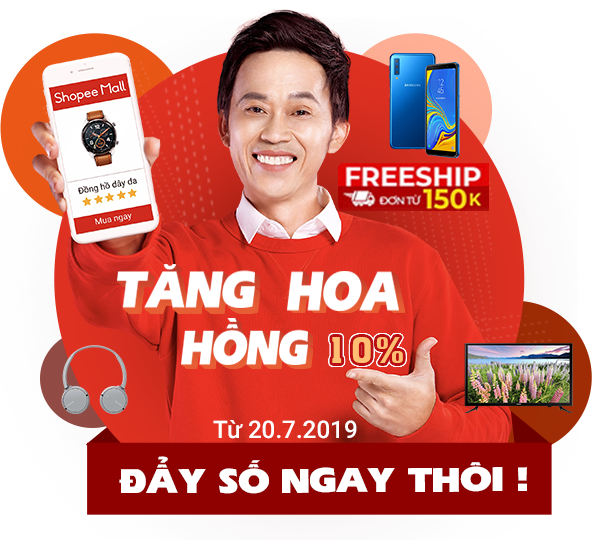 Shopee Mall
Đồng hồ dây da
Mua ngay
SAMSUNG
FREESHIP
ĐƠN TỪ 150K
TĂNG HOA
HỒNG 10%
Từ 20.7.2019
ĐẨY SỐ NGAY THÔI !